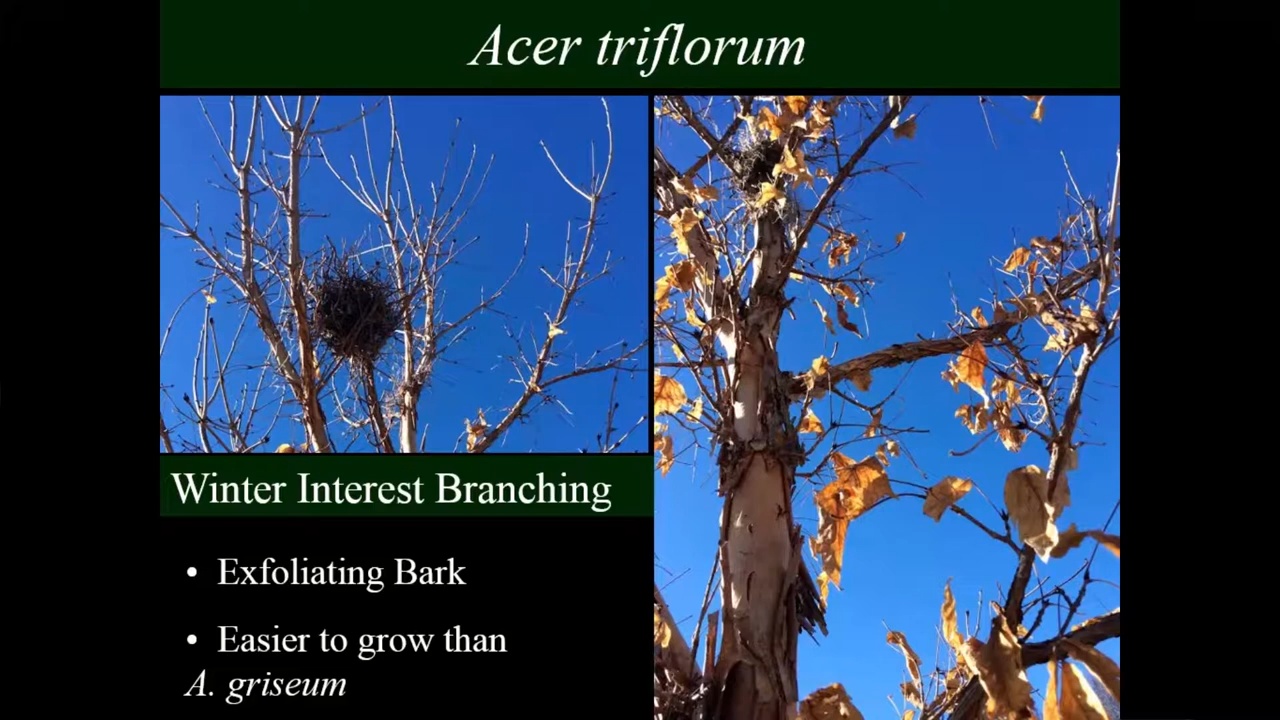 Acer triflorum
Winter Interest Branching
• Exfoliating Bark
• Easier to grow than
A. griseum